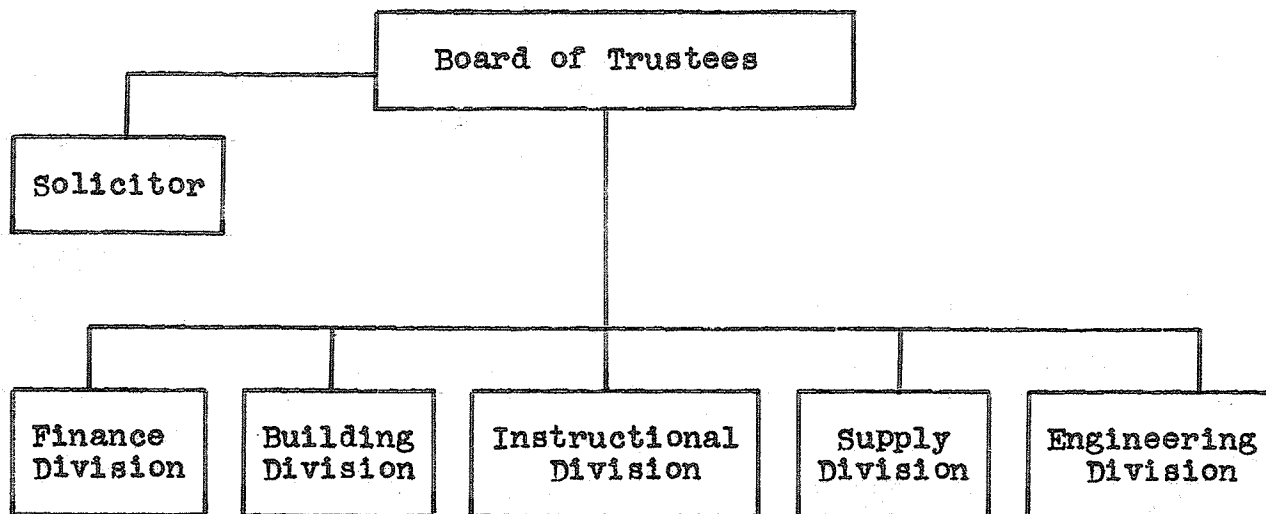 Board of Trustees
Solicitor
Finance
Division
Building
Division
Instructional
Division
Supply
Division
Engineering
Division